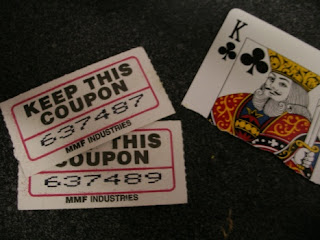 KEEP THIS
COUPON
637487
MMF INDUSTRIES
THIS
COUPON
637489
MMF INDUSTRIES
K